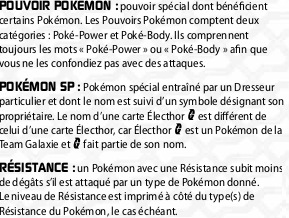 POUVOIR POKÉMON : pouvoir spécial dont bénéficient
certains Pokémon. Les Pouvoirs Pokémon comptent deux
catégories : Poké-Power et Poké-Body. Ils comprennent
toujours les mots « Poké-Power » ou « Poké-Body » afin que
vous ne les confondiez pas avec des attaques.
POKÉMON SP : Pokémon spécial entraîné par un Dresseur
particulier et dont le nom est suivi d'un symbole désignant son
propriétaire. Le nom d'une carte Électhor G est différent de
celui d'une carte Électhor, car Électhor G est un Pokémon de la
Team Galaxie et G fait partie de son nom.
RÉSISTANCE : un Pokémon avec une Résistance subit moins
de dégâts s'il est attaqué par un type de Pokémon donné.
Le niveau de Résistance est imprimé à côté du type(s) de
Résistance du Pokémon, le cas échéant.